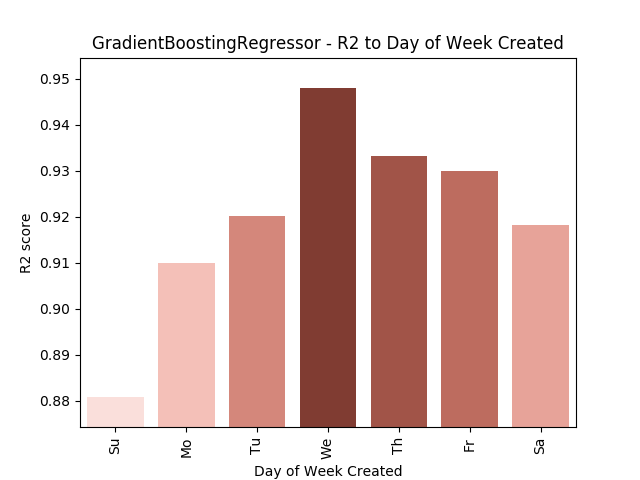 GradientBoostingRegressor - R2 to Day of Week Created
0.95
0.94
0.93
0.92
0.91
0.90
0.89
0.88
R2 score
Su
Mo
Tu
We
Th
Fr
Sa
Day of Week Created